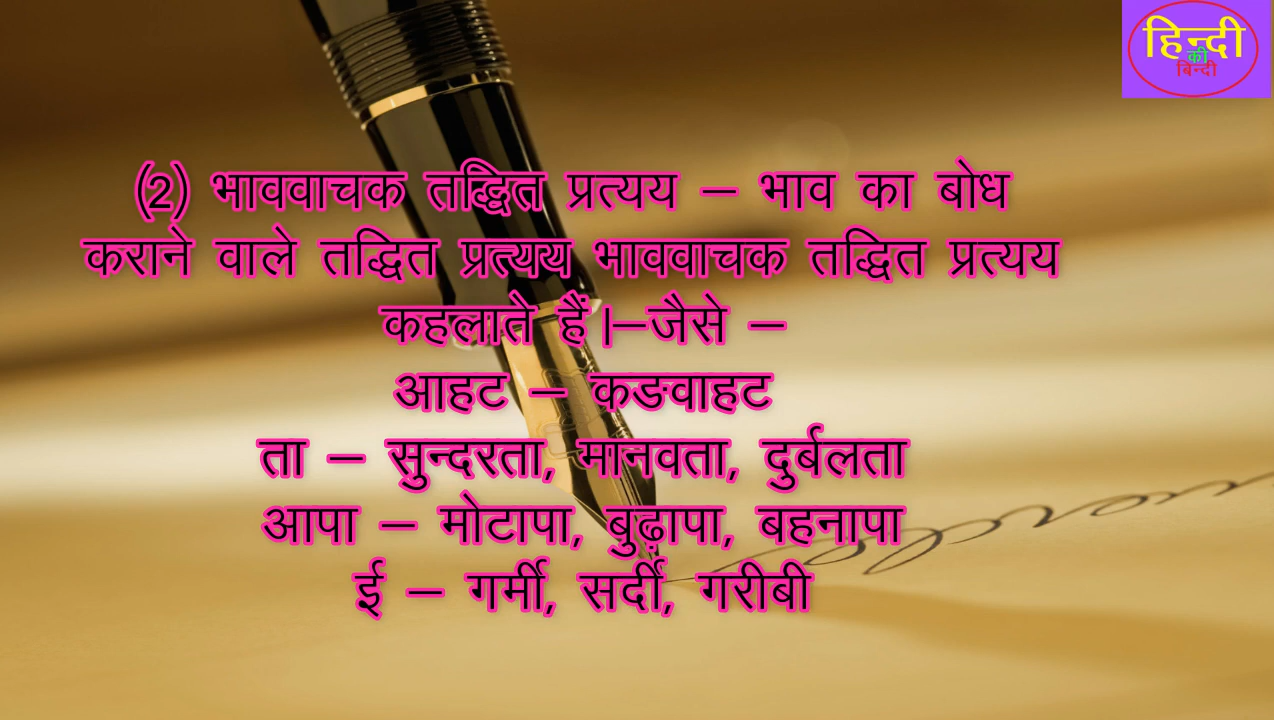 हिन्दी
की
बिन्दी
(2) भाववाचक तद्धित प्रत्यय – भाव का बोध
कराने वाले तद्धित प्रत्यय भाववाचक तद्धित प्रत्यय
कहलाते हैं |–जैसे –
आहट – कङवाहट
ता – सुन्दरता, मानवता, दुर्बलता
आपा – मोटापा, बुढ़ापा, बहनापा
ई – गर्मी, सर्दी, गरीबी